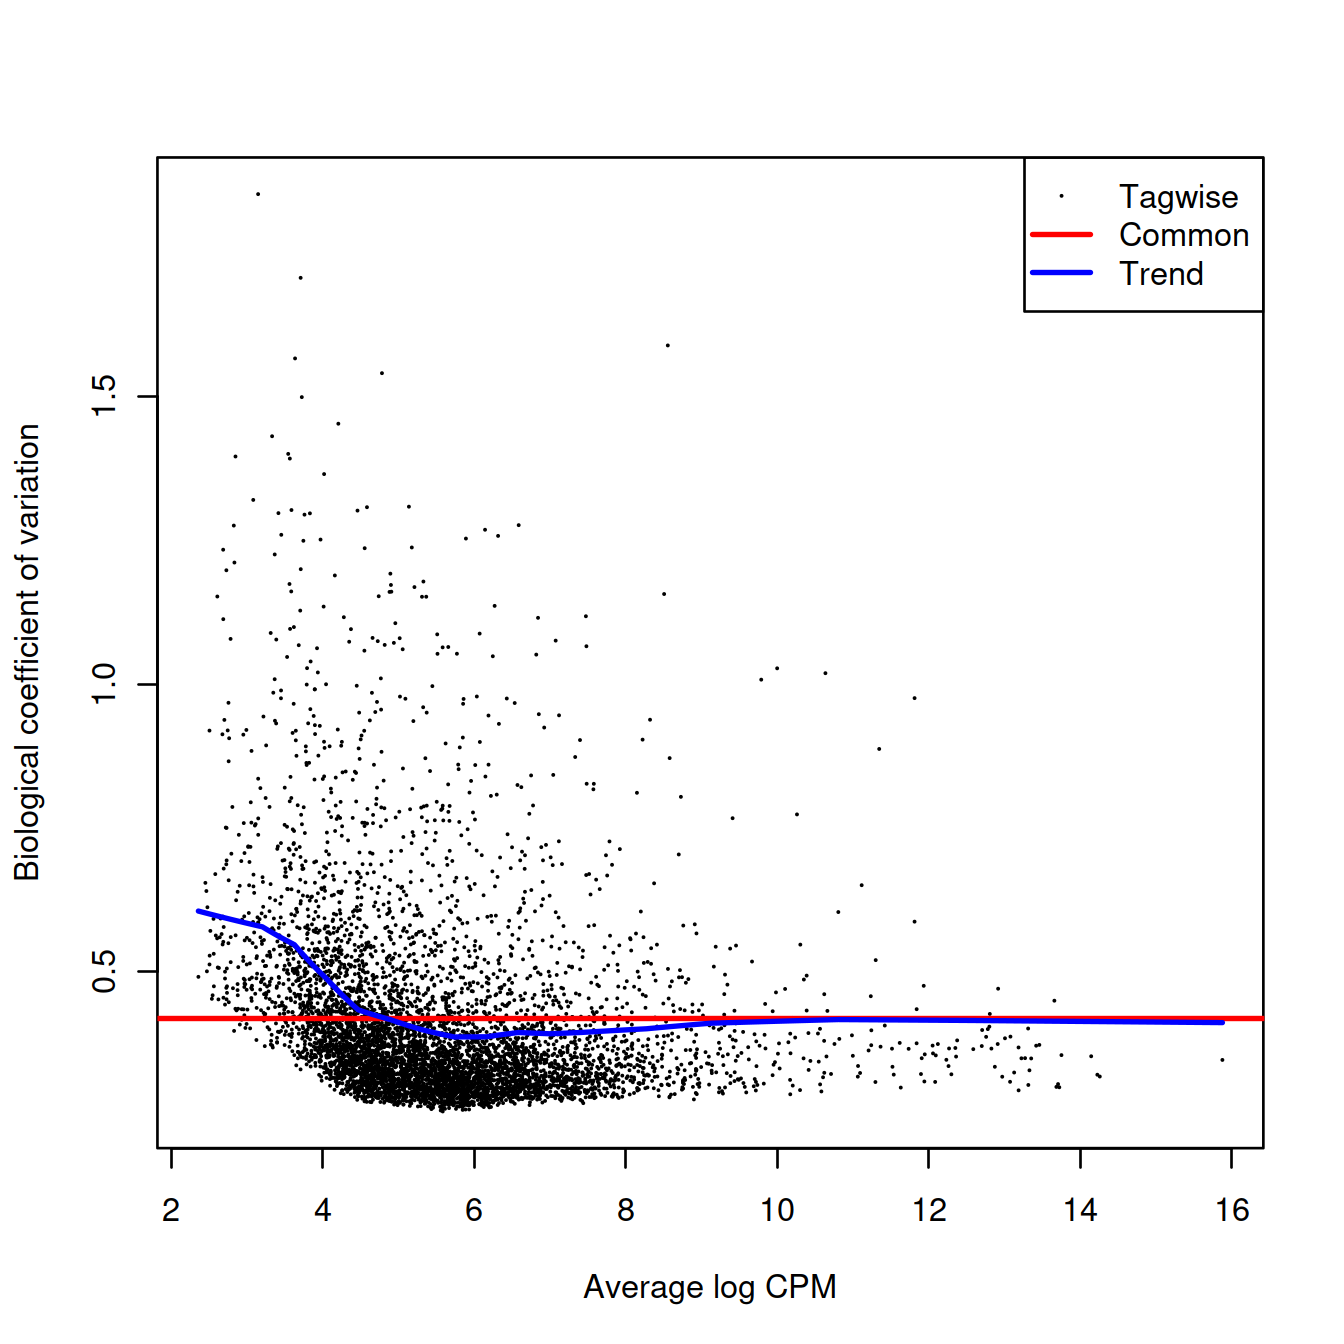 Tagwise
Common
Trend
Biological coefficient of variation
1.5
1.0
0.5
2 4 6 8 10 12 14 16
Average log CPM